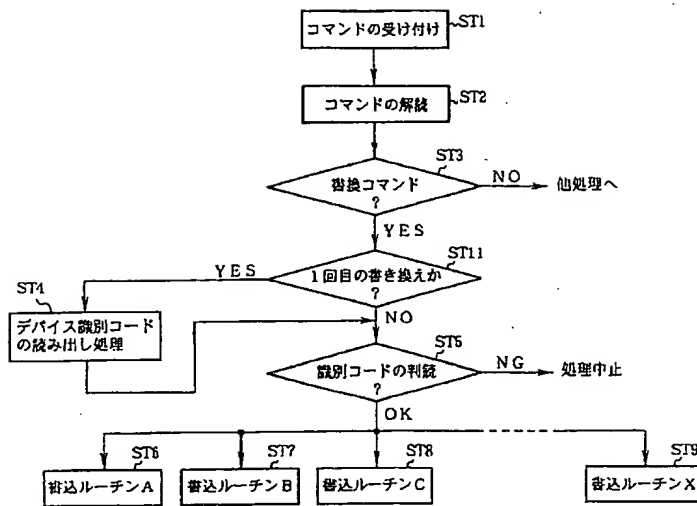 コマンドの受け付け
ST1
コマンドの解読
ST2
ST3
書換コマンド
?
NO
他処理へ
YES
ST11
1回目の書き換えか
?
YES
NO
ST4
デバイス識別コード
の読み出し処理
ST5
識別コードの判読
?
NG
処理中止
OK
ST6
書込ルーチンA
ST7
書込ルーチンB
ST8
書込ルーチンC
ST9
書込ルーチンX